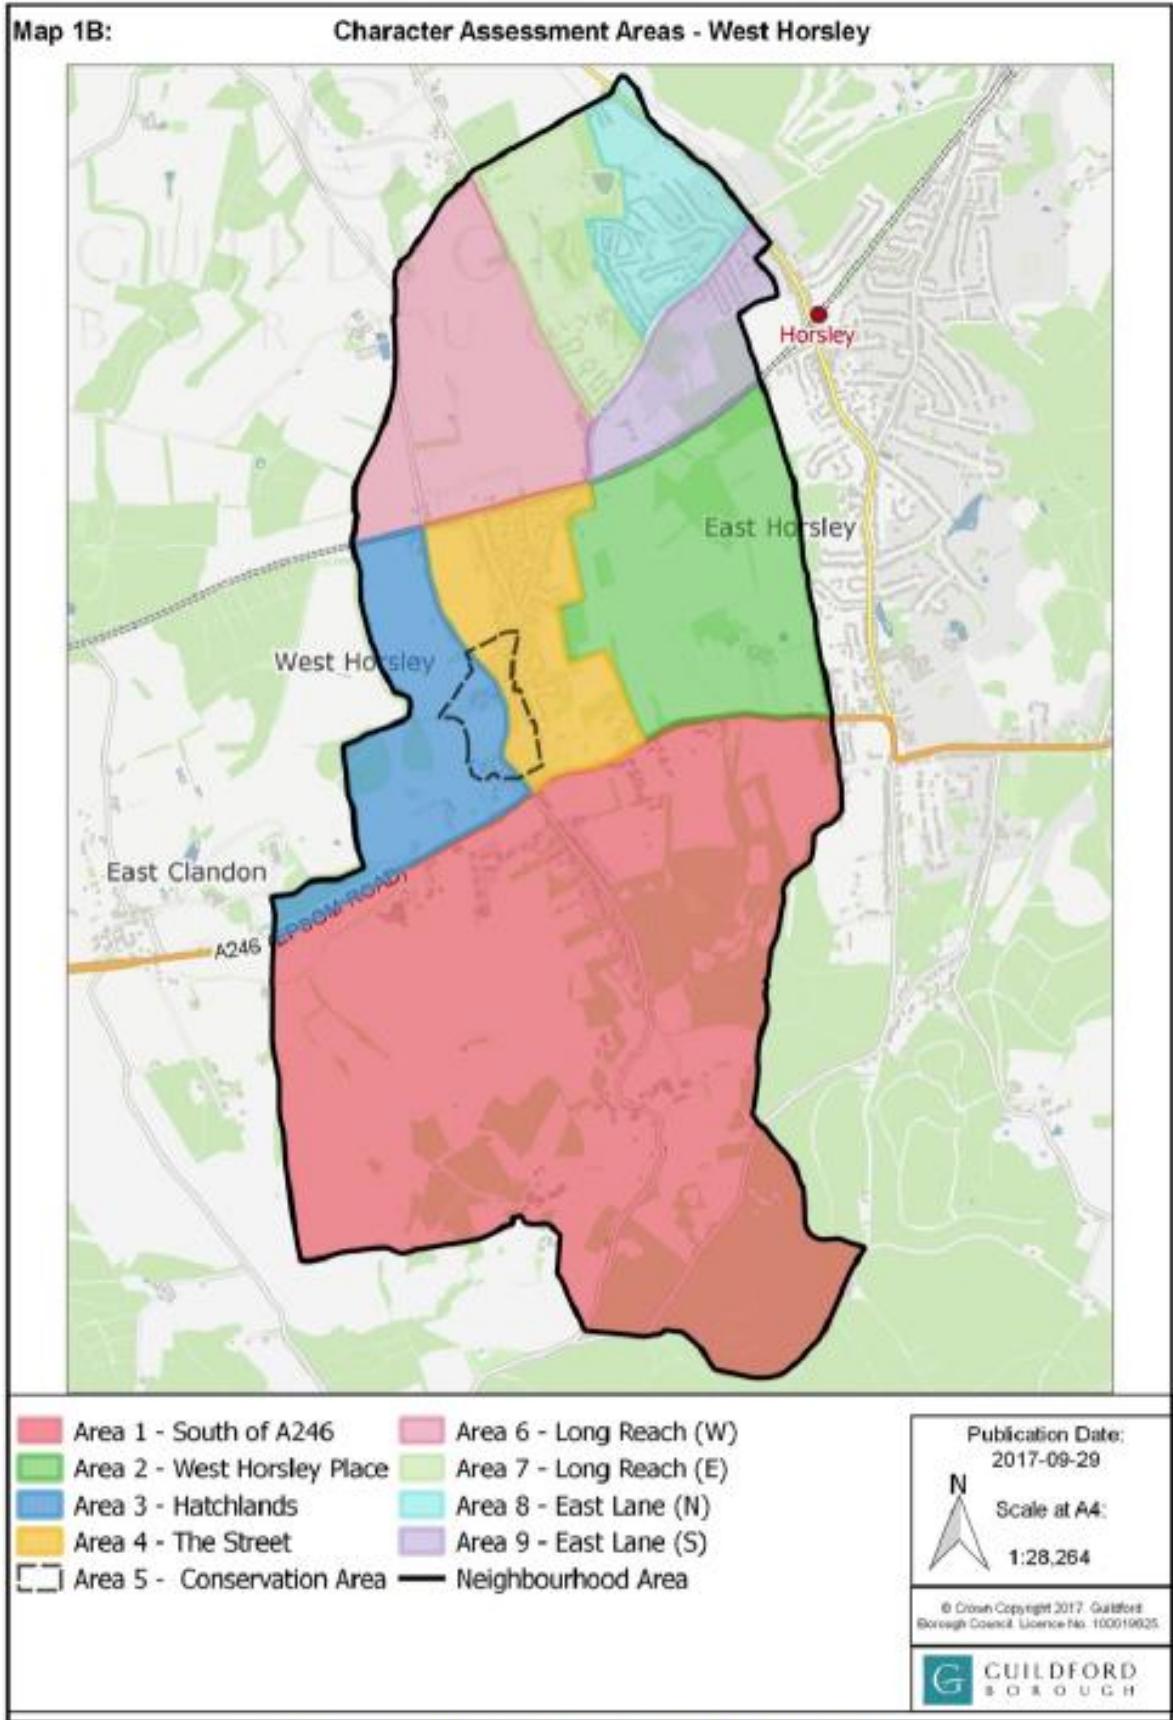 Map 1B:
Character Assessment Areas - West Horsley
GUILDFORD
BOROUGH
Horsley
East Horsley
West Horsley
East Clandon
A246 (EPSOM ROAD)
Area 1 - South of A246
Area 2 - West Horsley Place
Area 3 - Hatchlands
Area 4 - The Street
Area 5 - Conservation Area
Area 6 - Long Reach (W)
Area 7 - Long Reach (E)
Area 8 - East Lane (N)
Area 9 - East Lane (S)
Neighbourhood Area
Publication Date:
2017-09-29
N
Scale at A4:
1:28,264
© Crown Copyright 2017. Guildford
Borough Council. Licence No. 100019625.
G GUILDFORD
BOROUGH